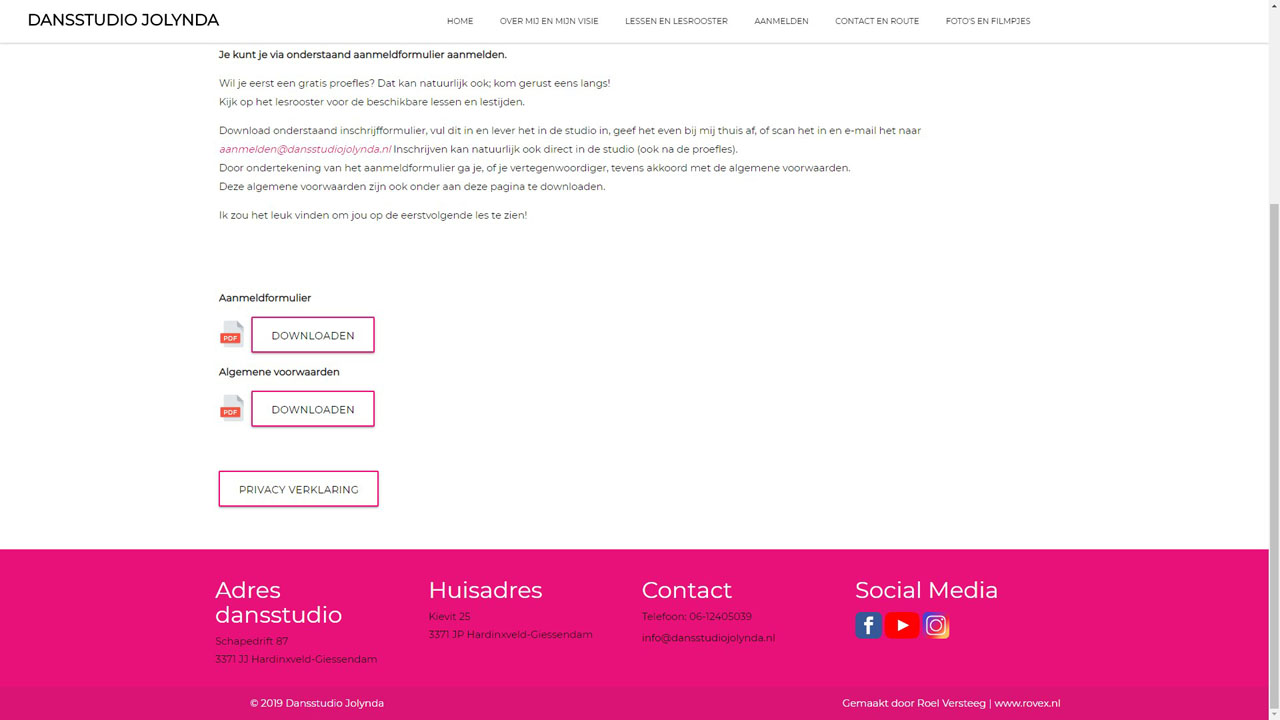 DANSSTUDIO JOLYNDA
HOME OVER MIJ EN MIJN VISIE LESSEN EN LESROOSTER AANMELDEN CONTACT EN ROUTE FOTO'S EN FILMPJES
Je kunt je via onderstaand aanmeldformulier aanmelden.
Wil je eerst een gratis proefles? Dat kan natuurlijk ook; kom gerust eens langs!
Kijk op het lesrooster voor de beschikbare lessen en lestijden.
Download onderstaand inschrijfformulier, vul dit in en lever het in de studio in, geef het even bij mij thuis af, of scan het in en e-mail het naar
aanmelden@dansstudiojolynda.nl Inschrijven kan natuurlijk ook direct in de studio (ook na de proefles).
Door ondertekening van het aanmeldformulier ga je, of je vertegenwoordiger, tevens akkoord met de algemene voorwaarden.
Deze algemene voorwaarden zijn ook onder aan deze pagina te downloaden.
Ik zou het leuk vinden om jou op de eerstvolgende les te zien!
Aanmeldformulier
PDF DOWNLOADEN
Algemene voorwaarden
PDF DOWNLOADEN
PRIVACY VERKLARING
Adres
dansstudio
Schapedrift 87
3371 JJ Hardinxveld-Giessendam
Huisadres
Kievit 25
3371 JP Hardinxveld-Giessendam
Contact
Telefoon: 06-12405039
info@dansstudiojolynda.nl
Social Media
© 2019 Dansstudio Jolynda
Gemaakt door Roel Versteeg | www.rovex.nl